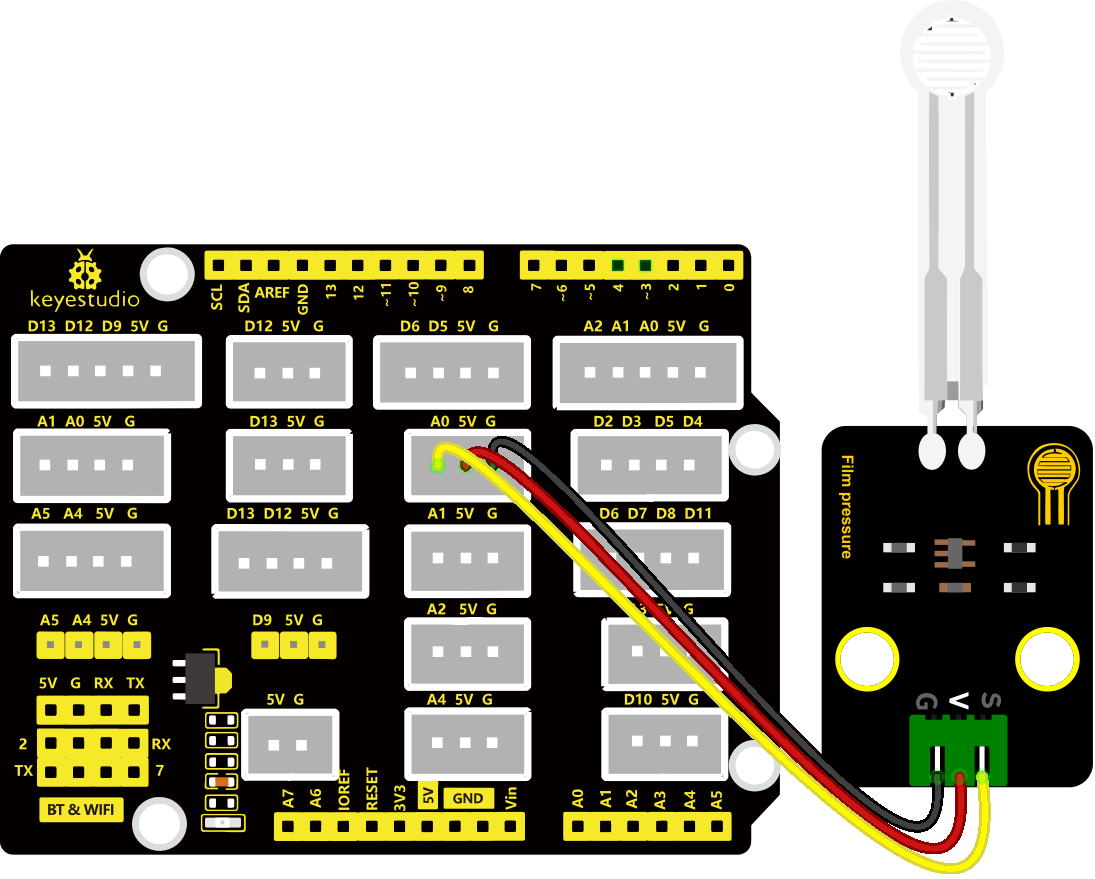 SCL SDA AREF GND 13 12 ~11 ~10 ~9 8 7 ~6 ~5 4 ~3 2 1 0
keyestudio
D13 D12 D9 5V G
D12 5V G
D6 D5 5V G
A2 A1 A0 5V G
A1 A0 5V G
D13 5V G
A0 5V G
D2 D3 D5 D4
A5 A4 5V G
D13 D12 5V G
A1 5V G
D6 D7 D8 D11
A5 A4 5V G
D9 5V G
A2 5V G
5V G
5V G RX TX
5V G
A4 5V G
D10 5V G
2 RX
TX 7
BT & WIFI
A7 A6 IOREF RESET 3V3 5V GND Vin
A0 A1 A2 A3 A4 A5
Film pressure
G V S